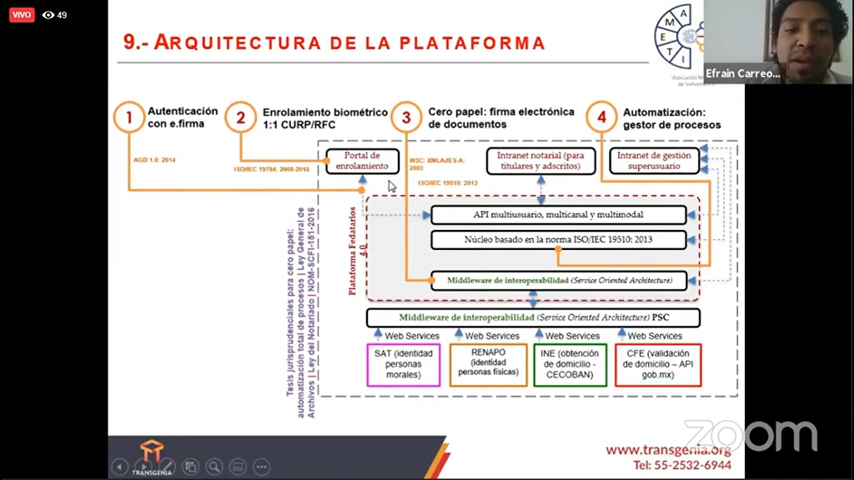 VIVO
49
9.- ARQUITECTURA DE LA PLATAFORMA
AMAETI
Efrain Carreo...
1
Autenticación
con e.firma
2
Enrolamiento biométrico
1:1 CURP/RFC
3
Cero papel: firma electrónica
de documentos
4
Automatización:
gestor de procesos
AGD 1.0: 2014
ISO/IEC 19794: 2005-2016
W3C: XMLAdES-A:
2003
ISO/IEC 19510: 2013
Portal de
enrolamiento
Intranet notarial (para
titulares y adscritos)
Intranet de gestión
superusuario
API multiusuario, multicanal y multimodal
Núcleo basado en la norma ISO/IEC 19510: 2013
Middleware de interoperabilidad (Service Oriented Architecture)
Plataforma Fedatarios
4.0
Middleware de interoperabilidad (Service Oriented Architecture) PSC
Web Services
Web Services
Web Services
Web Services
SAT (identidad
personas
morales)
RENAPO
(identidad
personas físicas)
INE (obtención
de domicilio -
CECOBAN)
CFE (validación
de domicilio – API
gob.mx)
Tesis jurisprudenciales para cero papel:
automatización total de procesos | Ley General de
Archivos | Ley del Notariado | NOM-SCFI-151-2016
zoom
TRANSGENIA
www.transgenia.org
Tel: 55-2532-6944